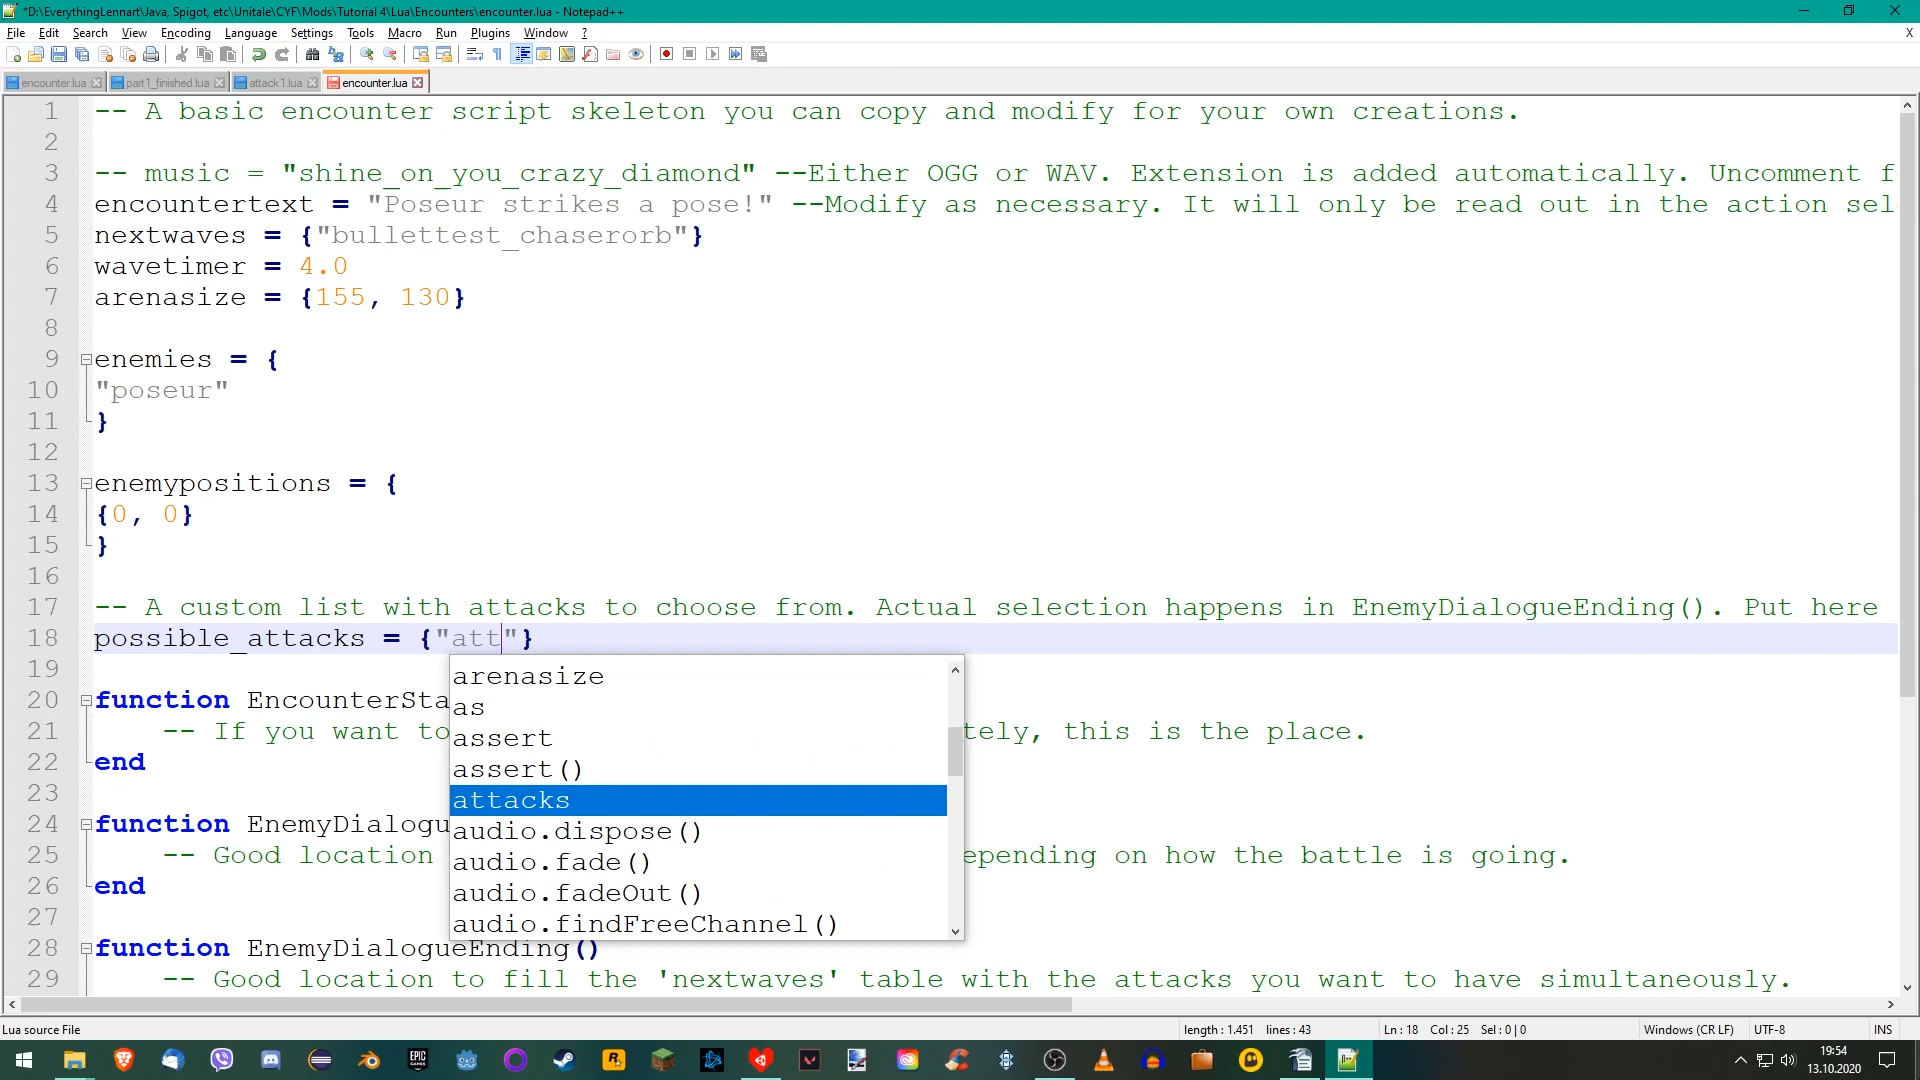 *D:\EverythingLennart\Java, Spigot, etc\Unitale\CYF\Mods\Tutorial 4\Lua\Encounters\encounter.lua - Notepad++
File Edit Search View Encoding Language Settings Tools Macro Run Plugins Window ? X
encounter.lua part1_finished.lua attack1.lua encounter.lua
1 -- A basic encounter script skeleton you can copy and modify for your own creations.
2
3 -- music = "shine_on_you_crazy_diamond" --Either OGG or WAV. Extension is added automatically. Uncomment f
4 encountertext = "Poseur strikes a pose!" --Modify as necessary. It will only be read out in the action sel
5 nextwaves = {"bullettest_chaserorb"}
6 wavetimer = 4.0
7 arenasize = {155, 130}
8
9 enemies = {
10 "poseur"
11 }
12
13 enemypositions = {
14 {0, 0}
15 }
16
17 -- A custom list with attacks to choose from. Actual selection happens in EnemyDialogueEnding(). Put here
18 possible_attacks = {"att"}
19 arenasize
20 function EncounterSta as
21 -- If you want to assert tely, this is the place.
22 end assert()
23 attacks
24 function EnemyDialogu audio.dispose()
25 -- Good location audio.fade() epending on how the battle is going.
26 end audio.fadeOut()
27 audio.findFreeChannel()
28 function EnemyDialogueEnding()
29 -- Good location to fill the 'nextwaves' table with the attacks you want to have simultaneously.
Lua source File length : 1.451 lines : 43 Ln : 18 Col : 25 Sel : 0 | 0 Windows (CR LF) UTF-8 INS
19:54
13.10.2020